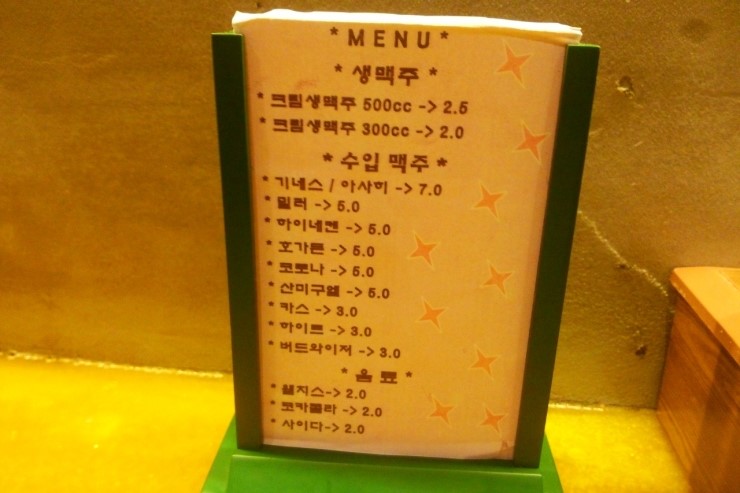 * MENU *
* 생맥주 *
* 크림생맥주 500cc -> 2.5
* 크림생맥주 300cc -> 2.0
* 수입 맥주 *
* 기네스 / 아사히 -> 7.0
* 밀러 -> 5.0
* 하이네켄 -> 5.0
* 호가든 -> 5.0
* 코로나 -> 5.0
* 산미구엘 -> 5.0
* 카스 -> 3.0
* 하이트 -> 3.0
* 버드와이저 -> 3.0
* 음료 *
* 웰치스-> 2.0
* 코카콜라 -> 2.0
* 사이다-> 2.0